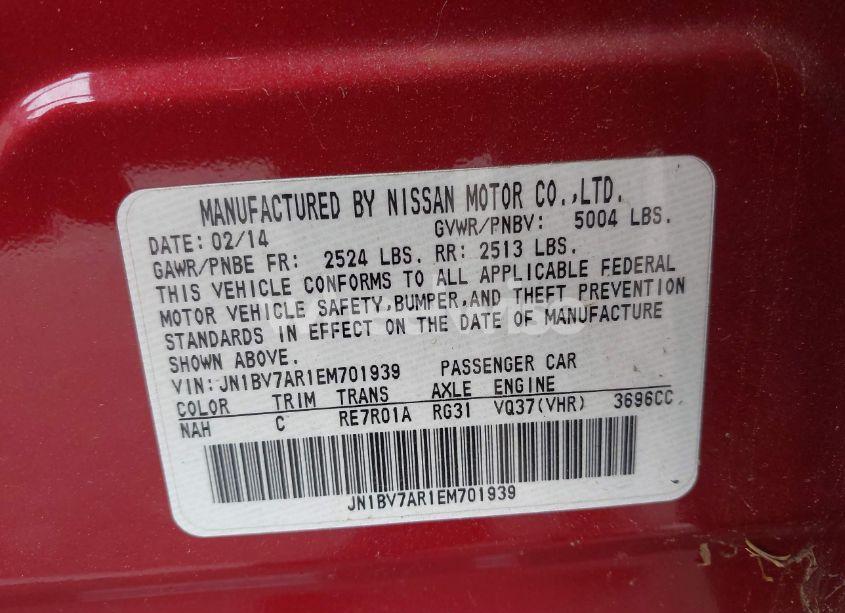 MANUFACTURED BY NISSAN MOTOR CO.,LTD.
DATE: 02/14 GVWR/PNBV: 5004 LBS.
GAWR/PNBE FR: 2524 LBS. RR: 2513 LBS.
THIS VEHICLE CONFORMS TO ALL APPLICABLE FEDERAL
MOTOR VEHICLE SAFETY,BUMPER,AND THEFT PREVENTION
STANDARDS IN EFFECT ON THE DATE OF MANUFACTURE
SHOWN ABOVE.
VIN:JN1BV7AR1EM701939 PASSENGER CAR
COLOR TRIM TRANS AXLE ENGINE
NAH C RE7R01A RG31 VQ37(VHR) 3696CC
JN1BV7AR1EM701939